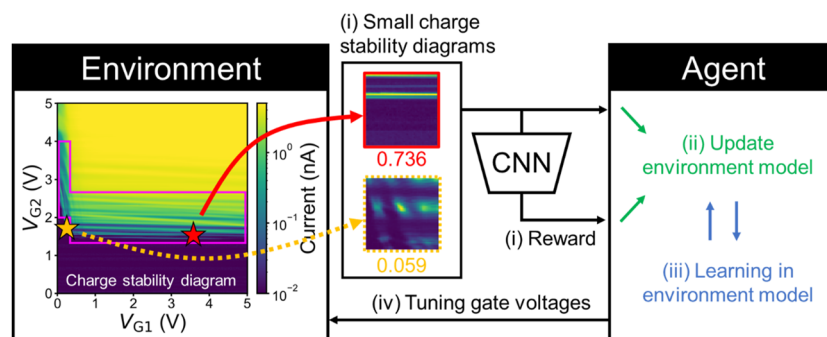 (i) Small charge
stability diagrams
Environment
5
4
3
2
1
0
V_G2 (V)
0
1
2
3
4
5
V_G1 (V)
Charge stability diagram
10^0
10^-1
10^-2
Current (nA)
0.736
0.059
CNN
(i) Reward
(iv) Tuning gate voltages
Agent
(ii) Update
environment model
(iii) Learning in
environment model